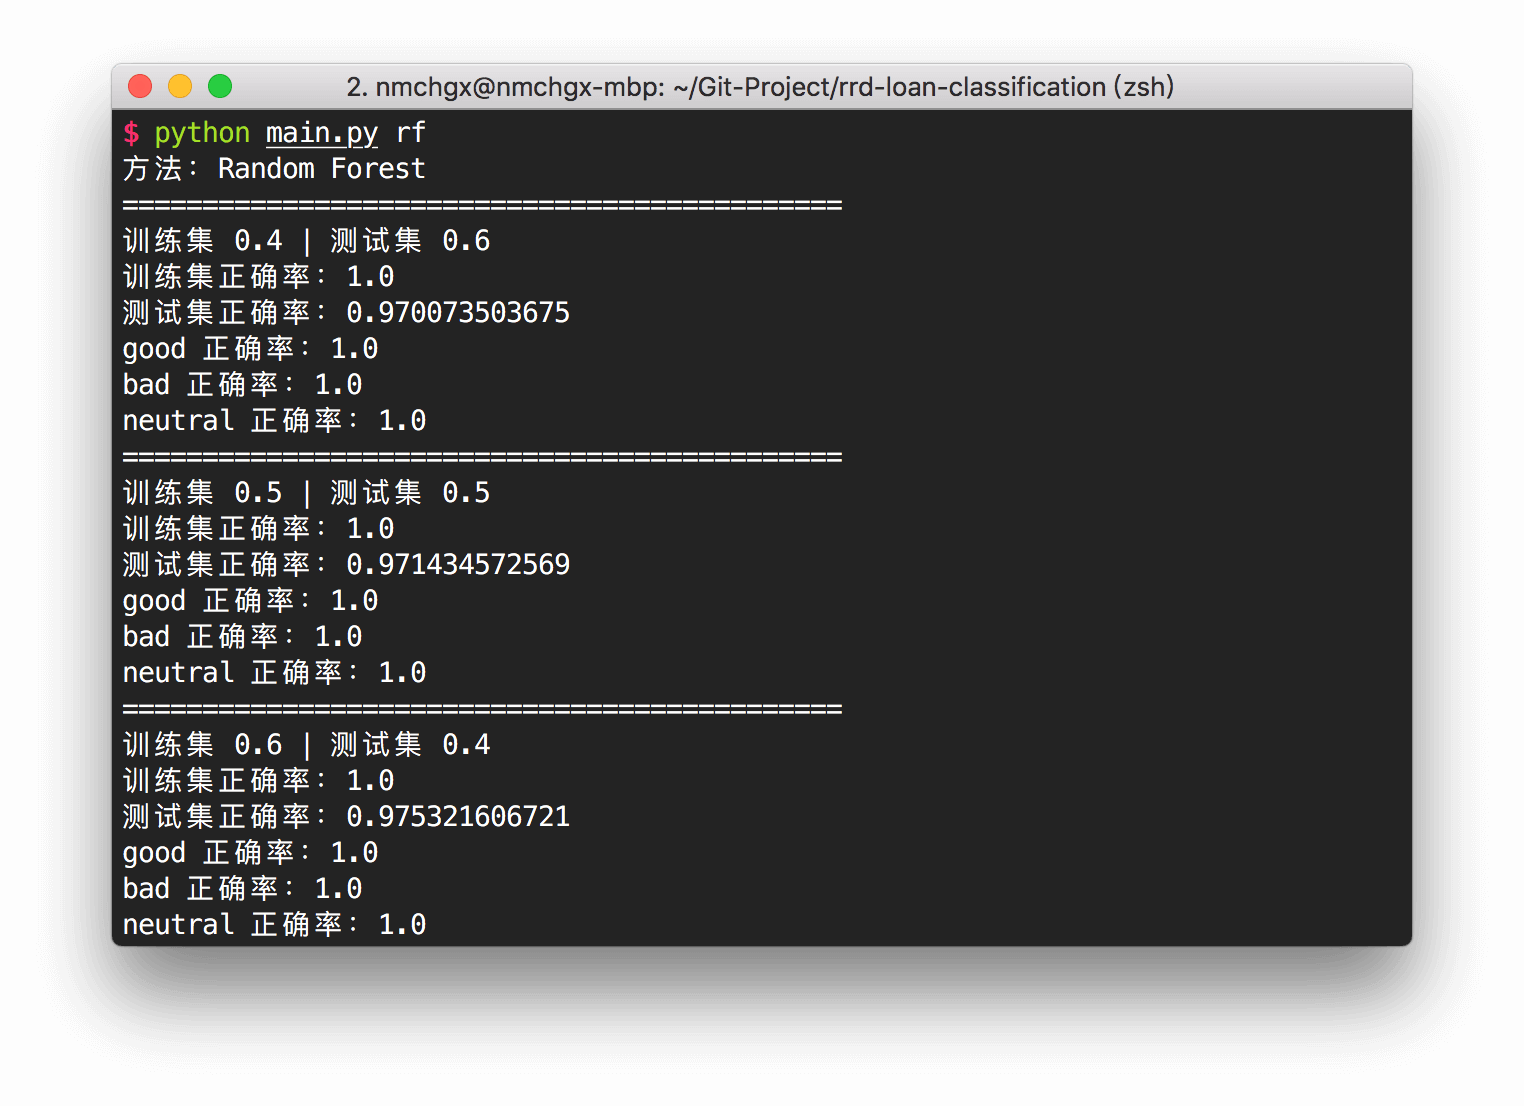 2. nmchgx@nmchgx-mbp: ~/Git-Project/rrd-loan-classification (zsh)
$ python main.py rf
方法：Random Forest
=============================================
训练集 0.4 | 测试集 0.6
训练集正确率：1.0
测试集正确率：0.970073503675
good 正确率：1.0
bad 正确率：1.0
neutral 正确率：1.0
=============================================
训练集 0.5 | 测试集 0.5
训练集正确率：1.0
测试集正确率：0.971434572569
good 正确率：1.0
bad 正确率：1.0
neutral 正确率：1.0
=============================================
训练集 0.6 | 测试集 0.4
训练集正确率：1.0
测试集正确率：0.975321606721
good 正确率：1.0
bad 正确率：1.0
neutral 正确率：1.0